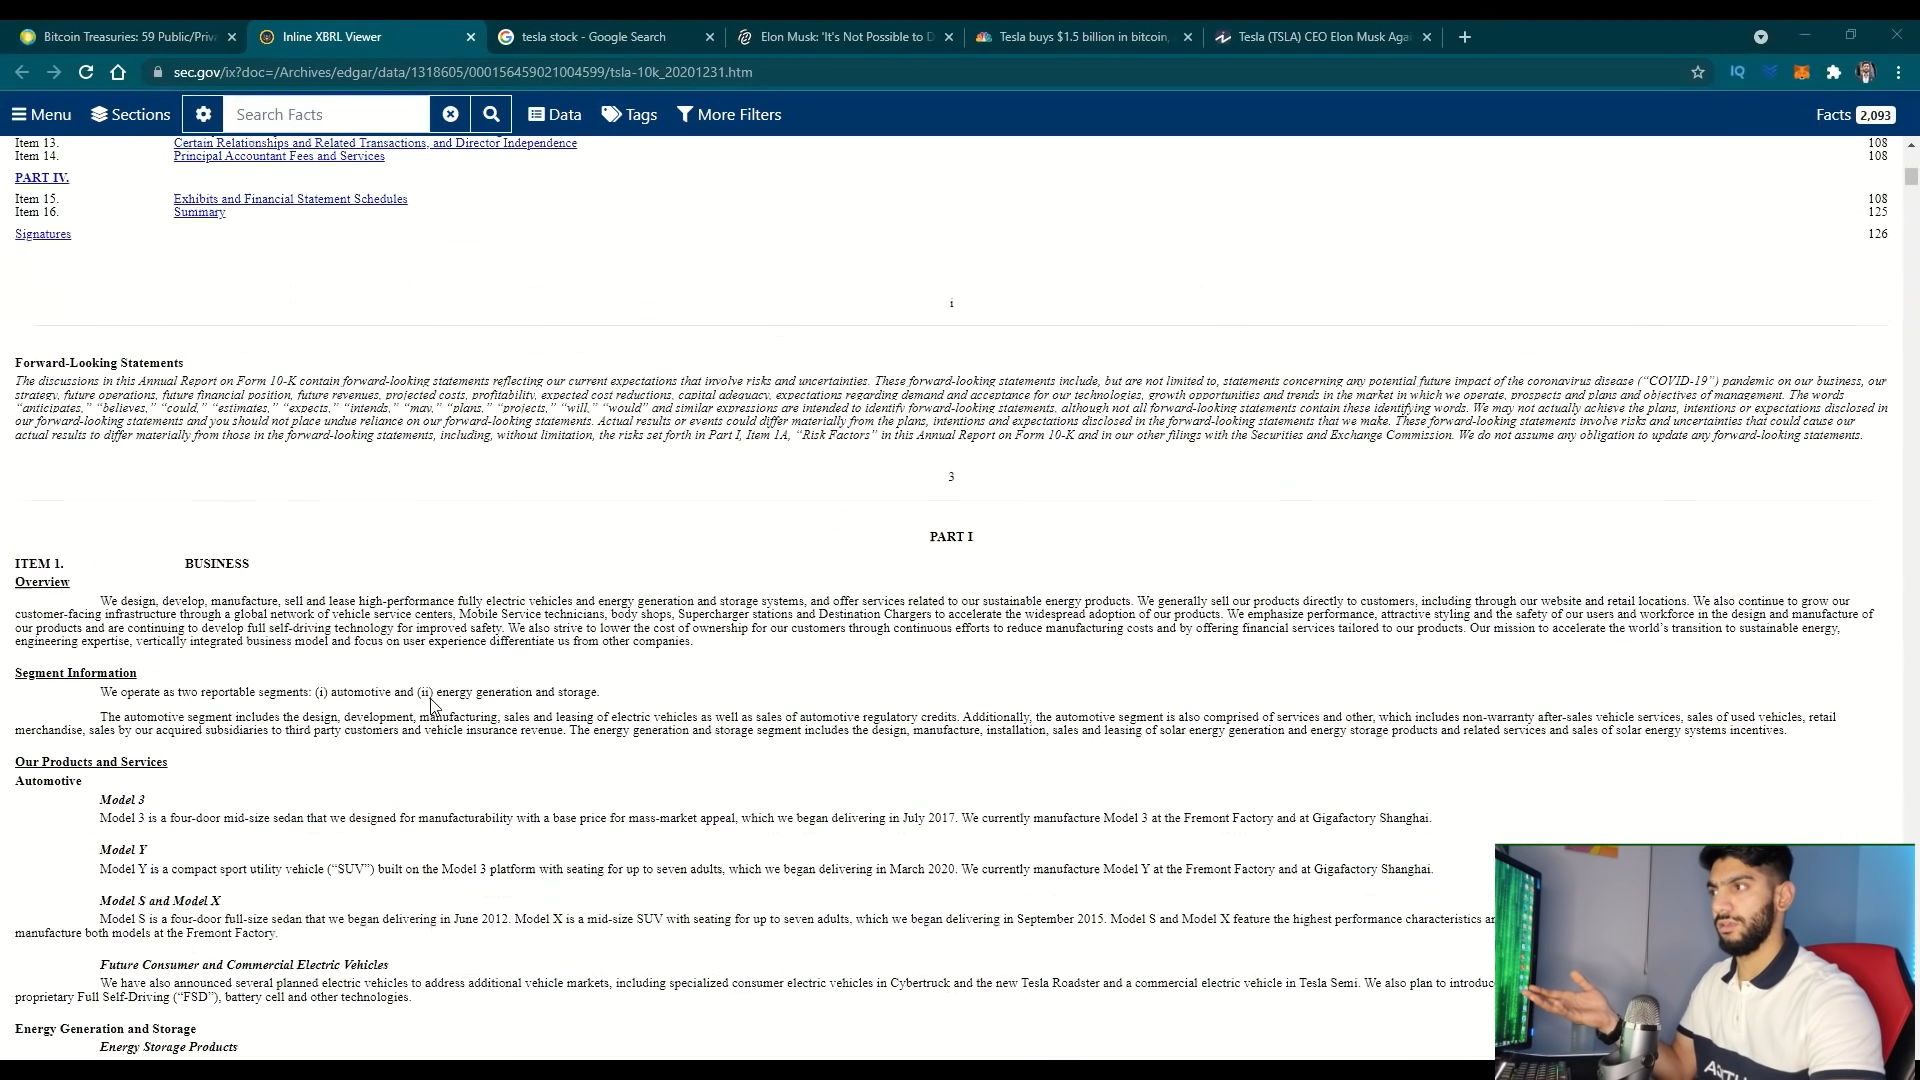 Bitcoin Treasuries: 59 Public/Priv
Inline XBRL Viewer
tesla stock - Google Search
Elon Musk: 'It's Not Possible to D
Tesla buys $1.5 billion in bitcoin,
Tesla (TSLA) CEO Elon Musk Aga
sec.gov/ix?doc=/Archives/edgar/data/1318605/000156459021004599/tsla-10k_20201231.htm
IQ
Menu
Sections
Search Facts
Data
Tags
More Filters
Facts 2,093
Item 13. Certain Relationships and Related Transactions, and Director Independence 108
Item 14. Principal Accountant Fees and Services 108
PART IV.
Item 15. Exhibits and Financial Statement Schedules 108
Item 16. Summary 125
Signatures 126
i
Forward-Looking Statements
The discussions in this Annual Report on Form 10-K contain forward-looking statements reflecting our current expectations that involve risks and uncertainties. These forward-looking statements include, but are not limited to, statements concerning any potential future impact of the coronavirus disease (“COVID-19”) pandemic on our business, our
strategy, future operations, future financial position, future revenues, projected costs, profitability, expected cost reductions, capital adequacy, expectations regarding demand and acceptance for our technologies, growth opportunities and trends in the market in which we operate, prospects and plans and objectives of management. The words
“anticipates,” “believes,” “could,” “estimates,” “expects,” “intends,” “may,” “plans,” “projects,” “will,” “would” and similar expressions are intended to identify forward-looking statements, although not all forward-looking statements contain these identifying words. We may not actually achieve the plans, intentions or expectations disclosed in
our forward-looking statements and you should not place undue reliance on our forward-looking statements. Actual results or events could differ materially from the plans, intentions and expectations disclosed in the forward-looking statements that we make. These forward-looking statements involve risks and uncertainties that could cause our
actual results to differ materially from those in the forward-looking statements, including, without limitation, the risks set forth in Part I, Item 1A, “Risk Factors” in this Annual Report on Form 10-K and in our other filings with the Securities and Exchange Commission. We do not assume any obligation to update any forward-looking statements.
3
PART I
ITEM 1. BUSINESS
Overview
We design, develop, manufacture, sell and lease high-performance fully electric vehicles and energy generation and storage systems, and offer services related to our sustainable energy products. We generally sell our products directly to customers, including through our website and retail locations. We also continue to grow our
customer-facing infrastructure through a global network of vehicle service centers, Mobile Service technicians, body shops, Supercharger stations and Destination Chargers to accelerate the widespread adoption of our products. We emphasize performance, attractive styling and the safety of our users and workforce in the design and manufacture of
our products and are continuing to develop full self-driving technology for improved safety. We also strive to lower the cost of ownership for our customers through continuous efforts to reduce manufacturing costs and by offering financial services tailored to our products. Our mission to accelerate the world’s transition to sustainable energy,
engineering expertise, vertically integrated business model and focus on user experience differentiate us from other companies.
Segment Information
We operate as two reportable segments: (i) automotive and (ii) energy generation and storage.
The automotive segment includes the design, development, manufacturing, sales and leasing of electric vehicles as well as sales of automotive regulatory credits. Additionally, the automotive segment is also comprised of services and other, which includes non-warranty after-sales vehicle services, sales of used vehicles, retail
merchandise, sales by our acquired subsidiaries to third party customers and vehicle insurance revenue. The energy generation and storage segment includes the design, manufacture, installation, sales and leasing of solar energy generation and energy storage products and related services and sales of solar energy systems incentives.
Our Products and Services
Automotive
Model 3
Model 3 is a four-door mid-size sedan that we designed for manufacturability with a base price for mass-market appeal, which we began delivering in July 2017. We currently manufacture Model 3 at the Fremont Factory and at Gigafactory Shanghai.
Model Y
Model Y is a compact sport utility vehicle (“SUV”) built on the Model 3 platform with seating for up to seven adults, which we began delivering in March 2020. We currently manufacture Model Y at the Fremont Factory and at Gigafactory Shanghai.
Model S and Model X
Model S is a four-door full-size sedan that we began delivering in June 2012. Model X is a mid-size SUV with seating for up to seven adults, which we began delivering in September 2015. Model S and Model X feature the highest performance characteristics a
manufacture both models at the Fremont Factory.
Future Consumer and Commercial Electric Vehicles
We have also announced several planned electric vehicles to address additional vehicle markets, including specialized consumer electric vehicles in Cybertruck and the new Tesla Roadster and a commercial electric vehicle in Tesla Semi. We also plan to introduc
proprietary Full Self-Driving (“FSD”), battery cell and other technologies.
Energy Generation and Storage
Energy Storage Products